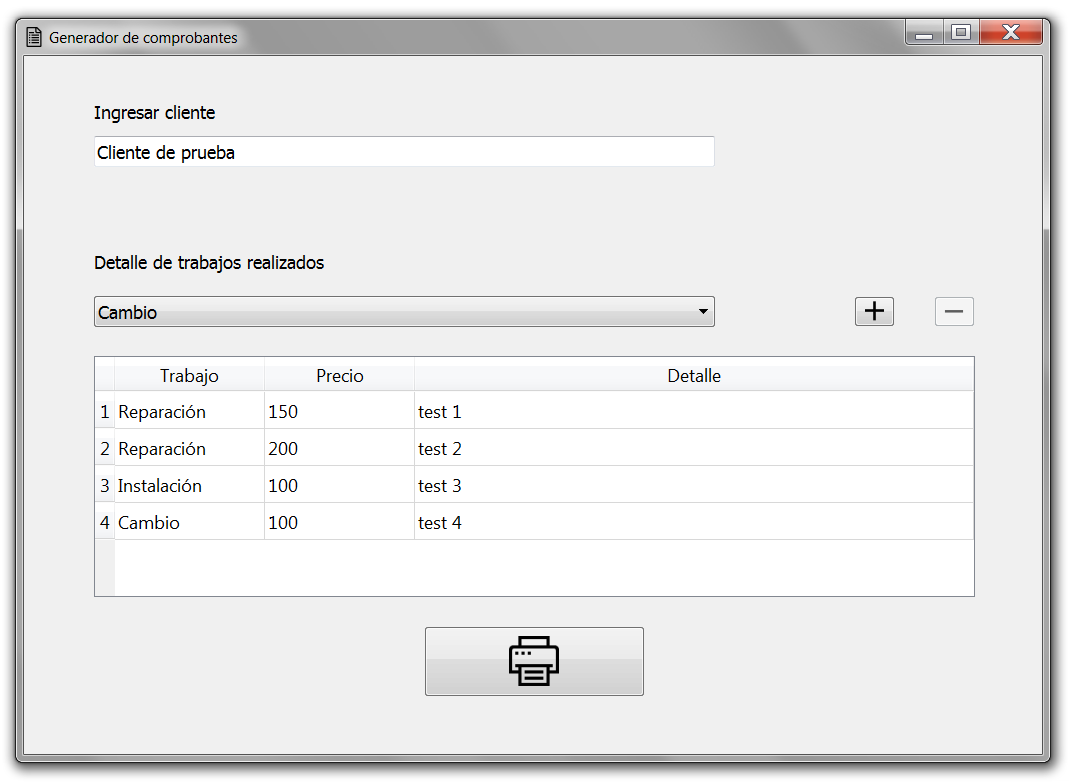 Generador de comprobantes
Ingresar cliente
Cliente de prueba
Detalle de trabajos realizados
Cambio
Trabajo Precio Detalle
1 Reparación 150 test 1
2 Reparación 200 test 2
3 Instalación 100 test 3
4 Cambio 100 test 4